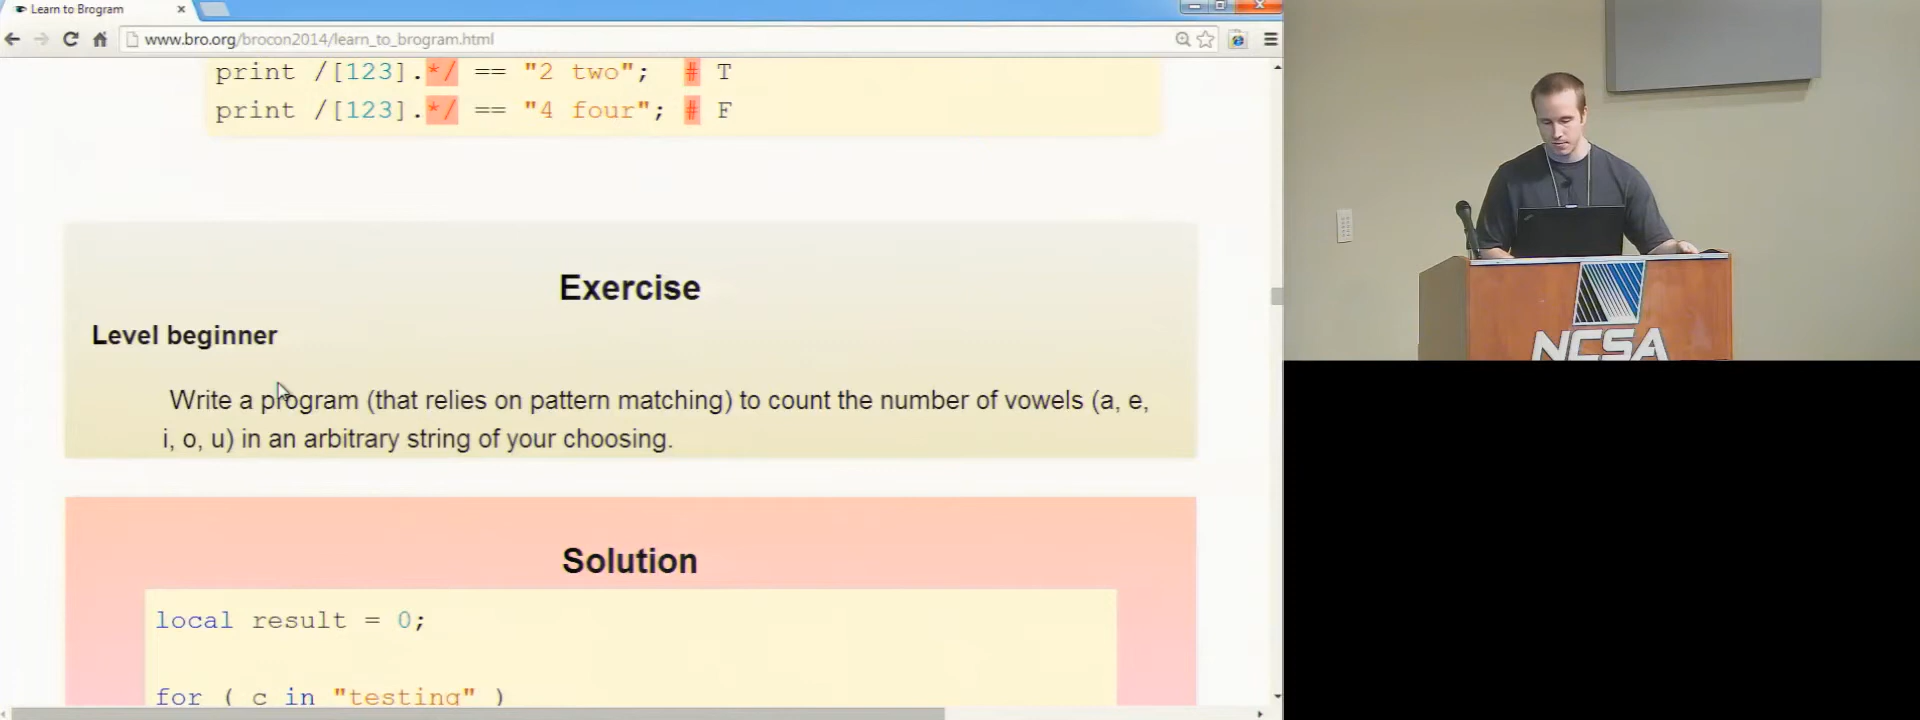 Learn to Brogram
www.bro.org/brocon2014/learn_to_brogram.html
print /[123].*/ == "2 two"; # T
print /[123].*/ == "4 four"; # F
Exercise
Level beginner
Write a program (that relies on pattern matching) to count the number of vowels (a, e,
i, o, u) in an arbitrary string of your choosing.
Solution
local result = 0;
for ( c in "testing" )
NCSA